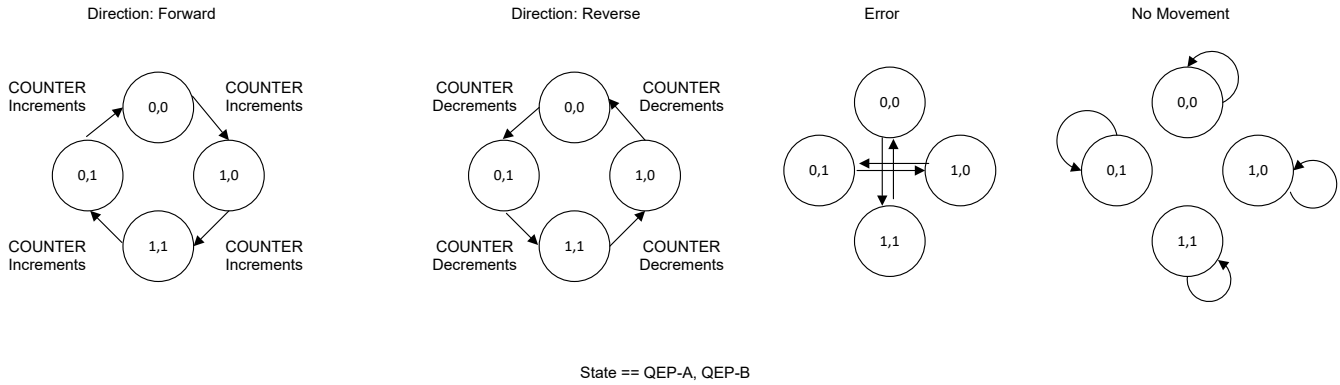 Direction: Forward
COUNTER
Increments
COUNTER
Increments
0,0
0,1
1,0
1,1
COUNTER
Increments
COUNTER
Increments
Direction: Reverse
COUNTER
Decrements
COUNTER
Decrements
0,0
0,1
1,0
1,1
COUNTER
Decrements
COUNTER
Decrements
Error
0,0
0,1
1,0
1,1
No Movement
0,0
0,1
1,0
1,1
State == QEP-A, QEP-B